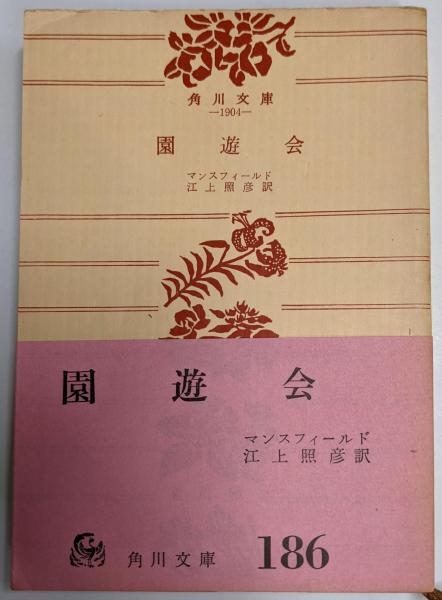 角川文庫
—1904—
園遊会
マンスフィールド
江上照彦訳
園遊会
マンスフィールド
江上照彦訳
角川文庫 186